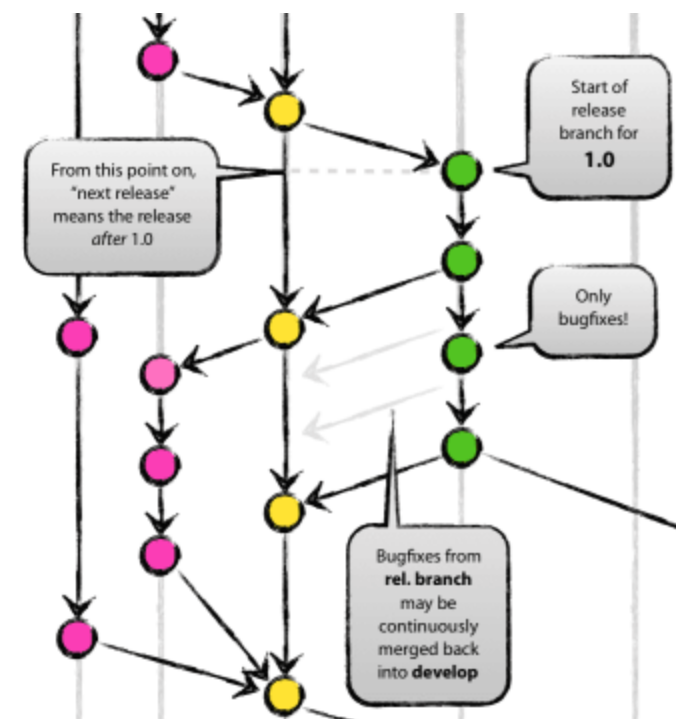 Start of
release
branch for
1.0
From this point on,
“next release”
means the release
after 1.0
Only
bugfixes!
Bugfixes from
rel. branch
may be
continuously
merged back
into develop